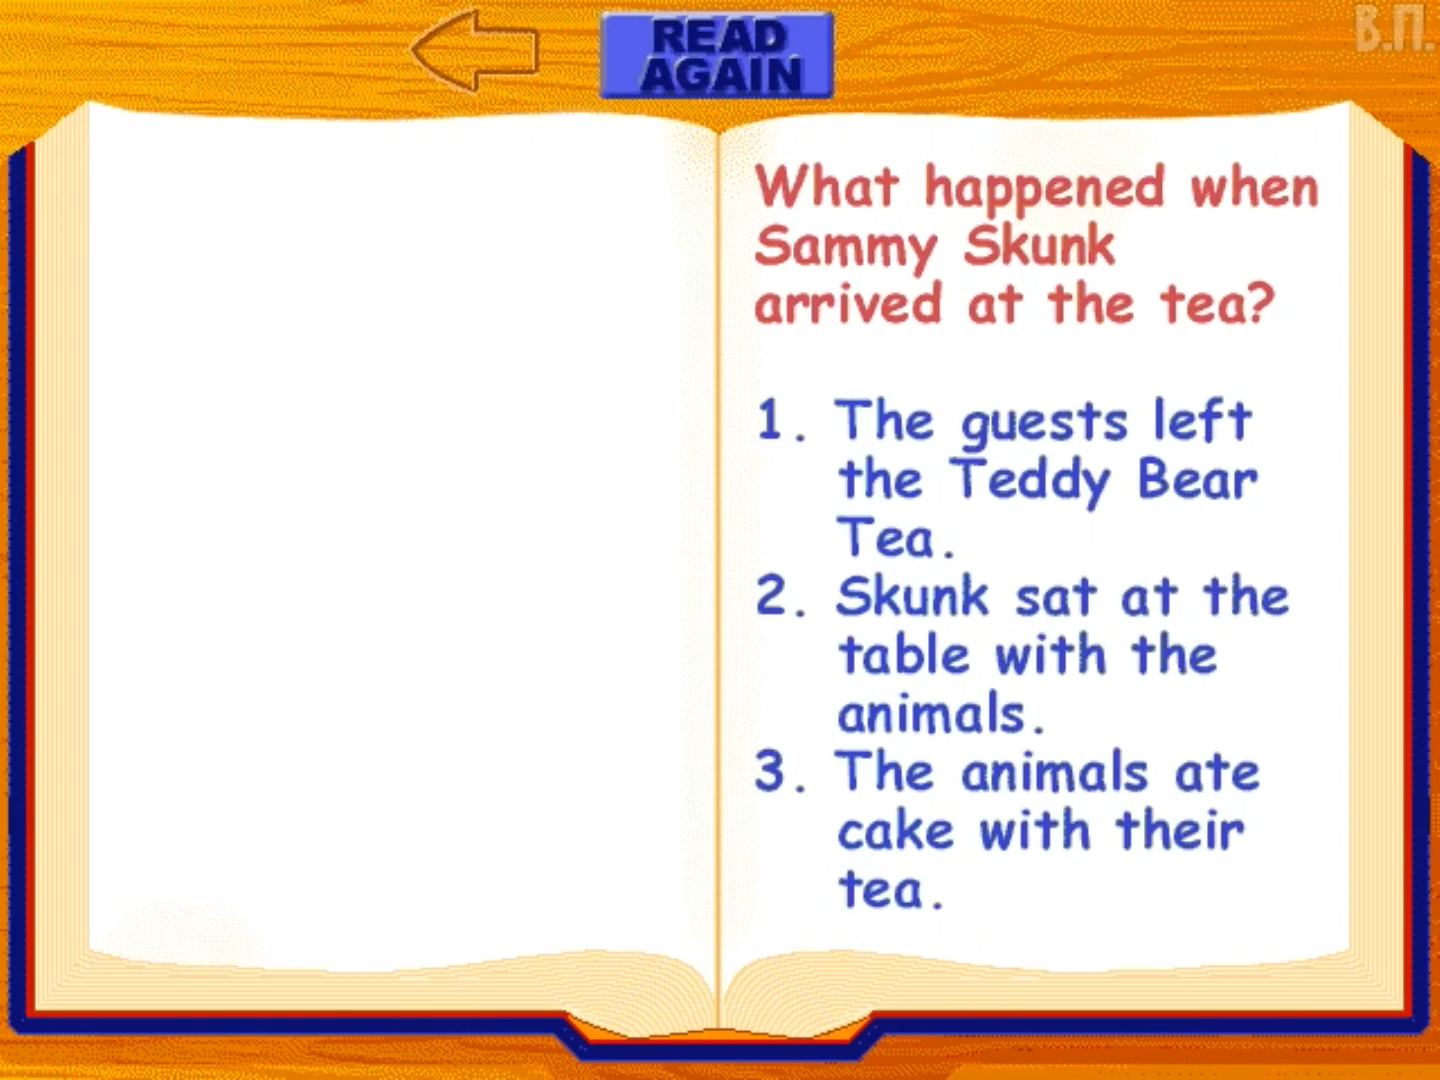 READ
AGAIN
В.П.
What happened when
Sammy Skunk
arrived at the tea?
1. The guests left
the Teddy Bear
Tea.
2. Skunk sat at the
table with the
animals.
3. The animals ate
cake with their
tea.